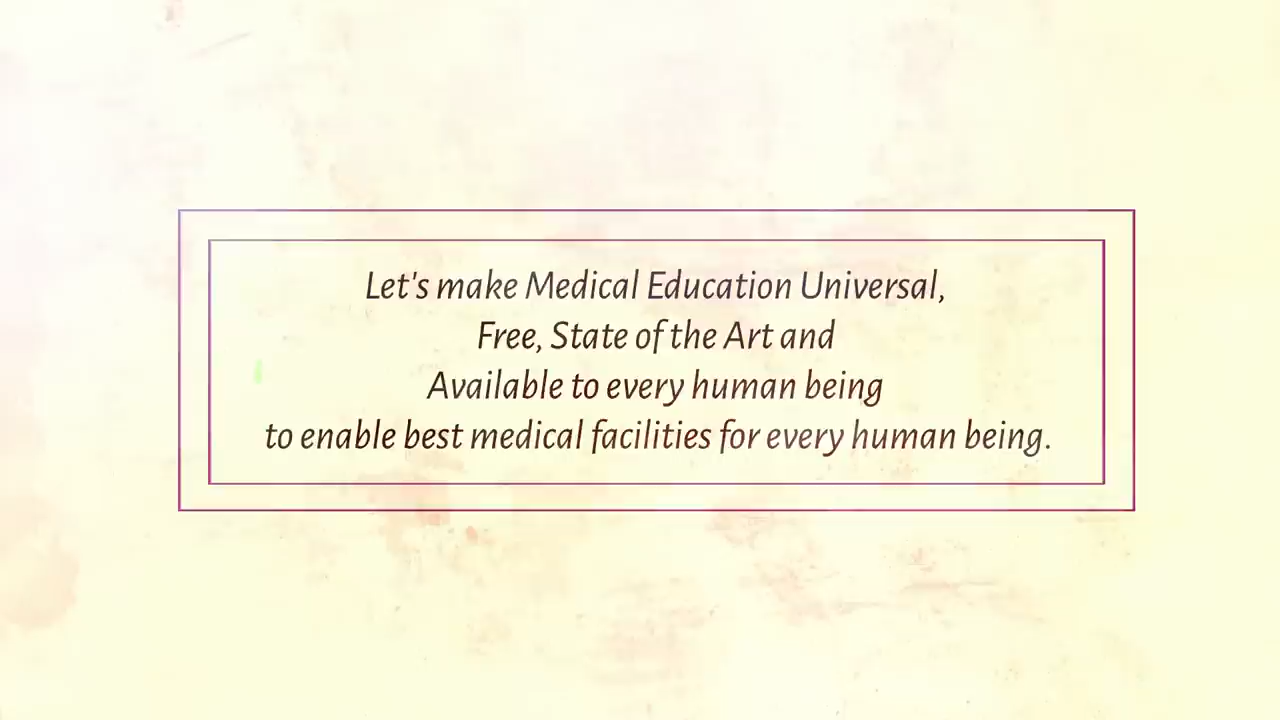 Let's make Medical Education Universal,
Free, State of the Art and
Available to every human being
to enable best medical facilities for every human being.